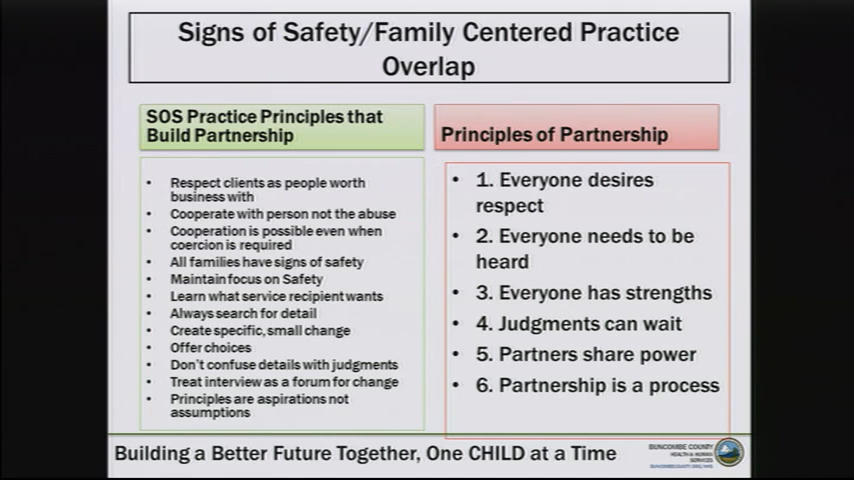 Signs of Safety/Family Centered Practice
Overlap
SOS Practice Principles that
Build Partnership
• Respect clients as people worth
business with
• Cooperate with person not the abuse
• Cooperation is possible even when
coercion is required
• All families have signs of safety
• Maintain focus on Safety
• Learn what service recipient wants
• Always search for detail
• Create specific, small change
• Offer choices
• Don't confuse details with judgments
• Treat interview as a forum for change
• Principles are aspirations not
assumptions
Principles of Partnership
• 1. Everyone desires
respect
• 2. Everyone needs to be
heard
• 3. Everyone has strengths
• 4. Judgments can wait
• 5. Partners share power
• 6. Partnership is a process
Building a Better Future Together, One CHILD at a Time
BUNCOMBE COUNTY
HEALTH & HUMAN
SERVICES